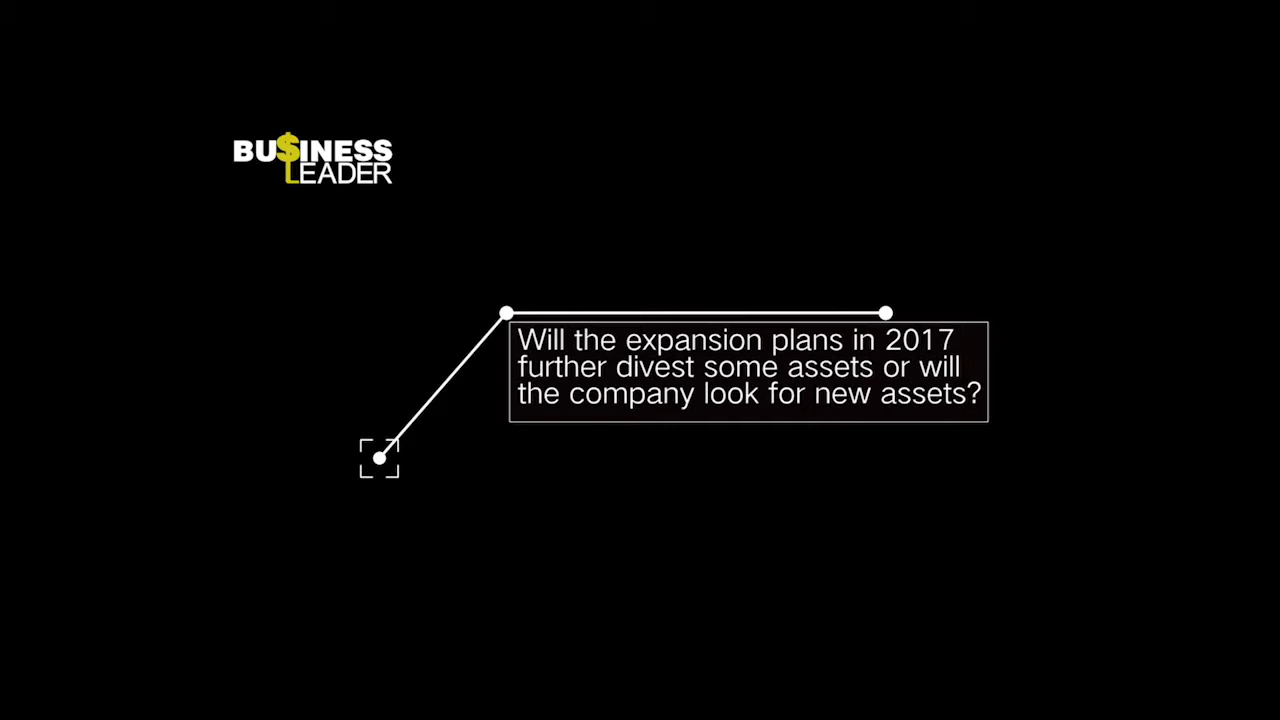 BU$INESS
LEADER
Will the expansion plans in 2017
further divest some assets or will
the company look for new assets?